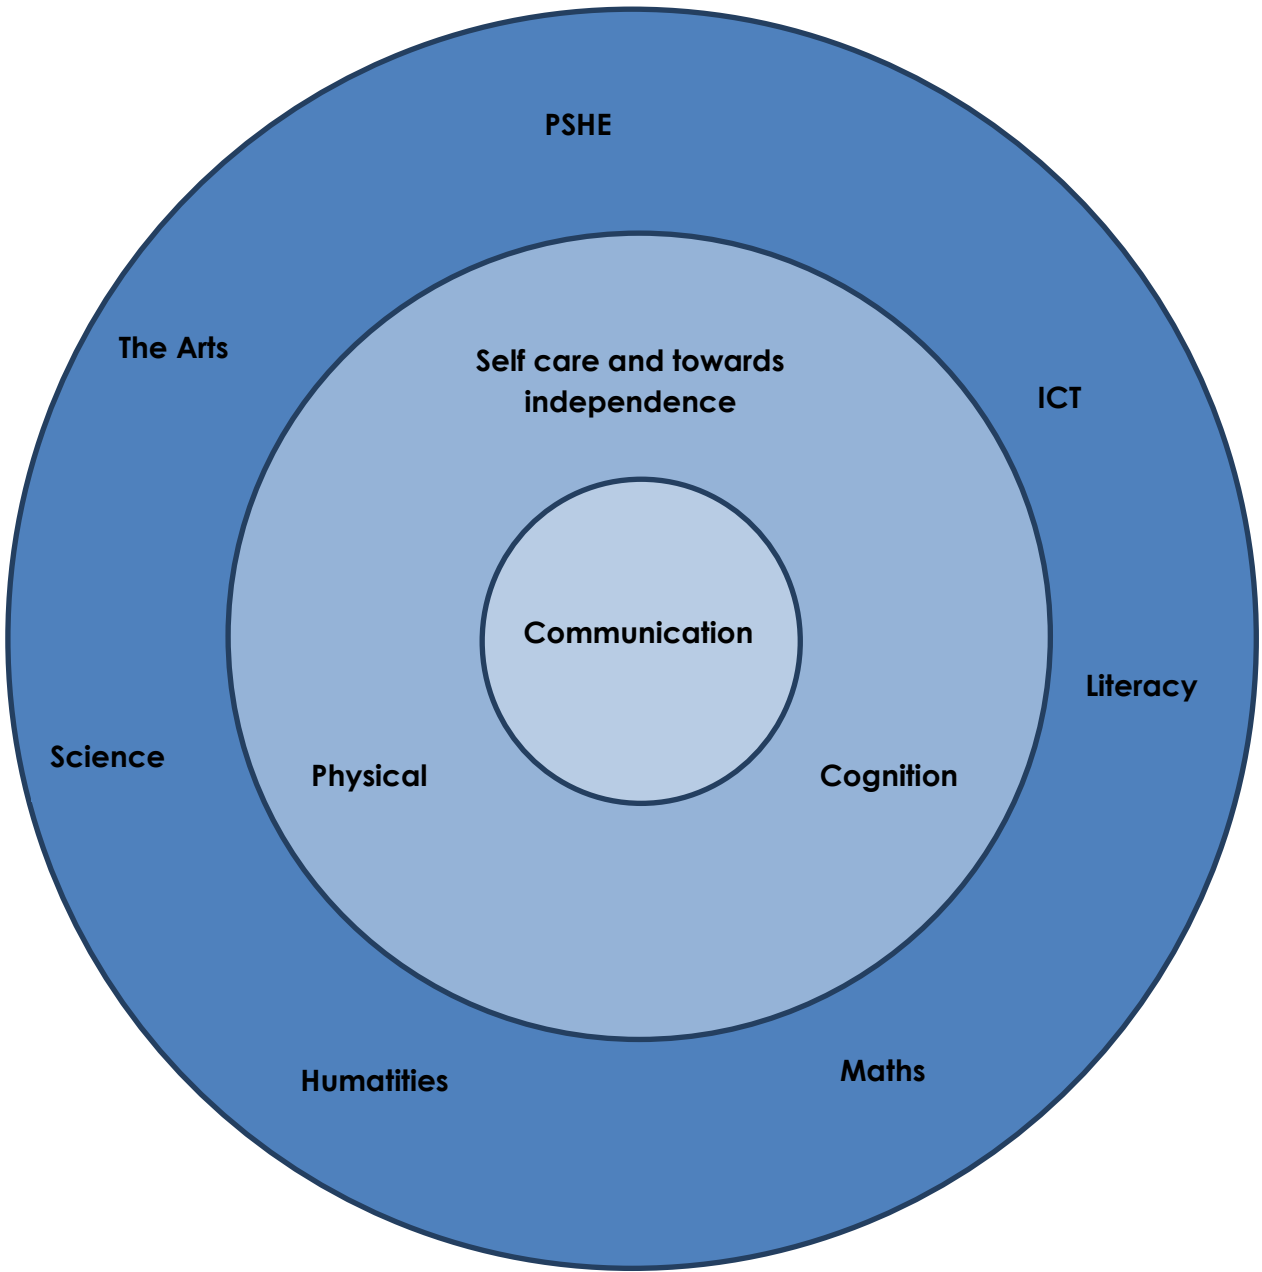 PSHE
The Arts
Self care and towards
independence
ICT
Communication
Literacy
Science
Physical
Cognition
Humatities
Maths